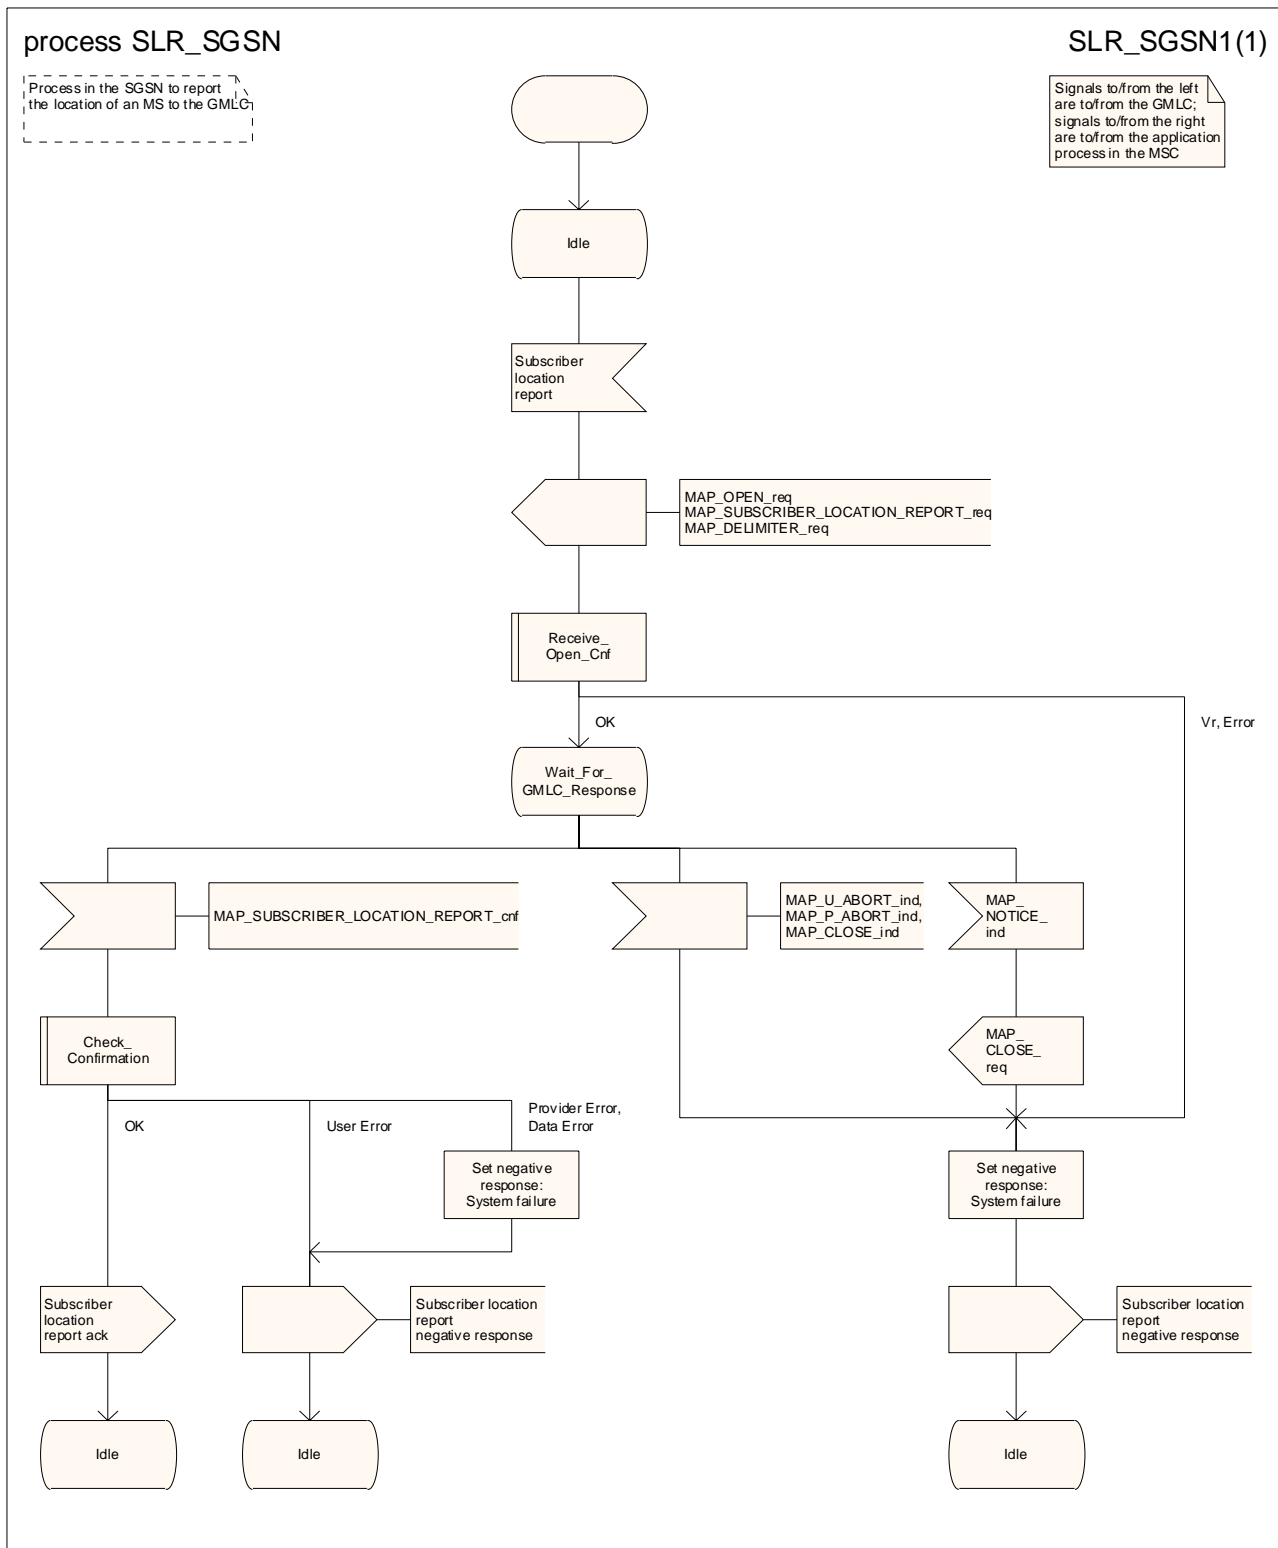 process SLR_SGSN
SLR_SGSN1(1)
Process in the SGSN to report
the location of an MS to the GMLC
Signals to/from the left
are to/from the GMLC;
signals to/from the right
are to/from the application
process in the MSC
Idle
Subscriber
location
report
MAP_OPEN_req
MAP_SUBSCRIBER_LOCATION_REPORT_req
MAP_DELIMITER_req
Receive_
Open_Cnf
OK
Vr, Error
Wait_For_
GMLC_Response
MAP_SUBSCRIBER_LOCATION_REPORT_cnf
MAP_U_ABORT_ind,
MAP_P_ABORT_ind,
MAP_CLOSE_ind
MAP_
NOTICE_
ind
Check_
Confirmation
MAP_
CLOSE_
req
OK
User Error
Provider Error,
Data Error
Set negative
response:
System failure
Set negative
response:
System failure
Subscriber
location
report ack
Subscriber location
report
negative response
Subscriber location
report
negative response
Idle
Idle
Idle